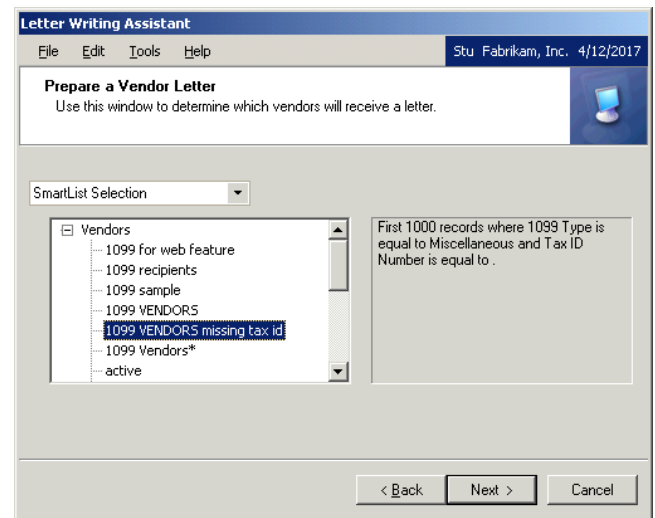 Letter Writing Assistant
File Edit Tools Help Stu Fabrikam, Inc. 4/12/2017
Prepare a Vendor Letter
Use this window to determine which vendors will receive a letter.
SmartList Selection
Vendors
1099 for web feature
1099 recipients
1099 sample
1099 VENDORS
1099 VENDORS missing tax id
1099 Vendors*
active
First 1000 records where 1099 Type is
equal to Miscellaneous and Tax ID
Number is equal to .
< Back Next > Cancel